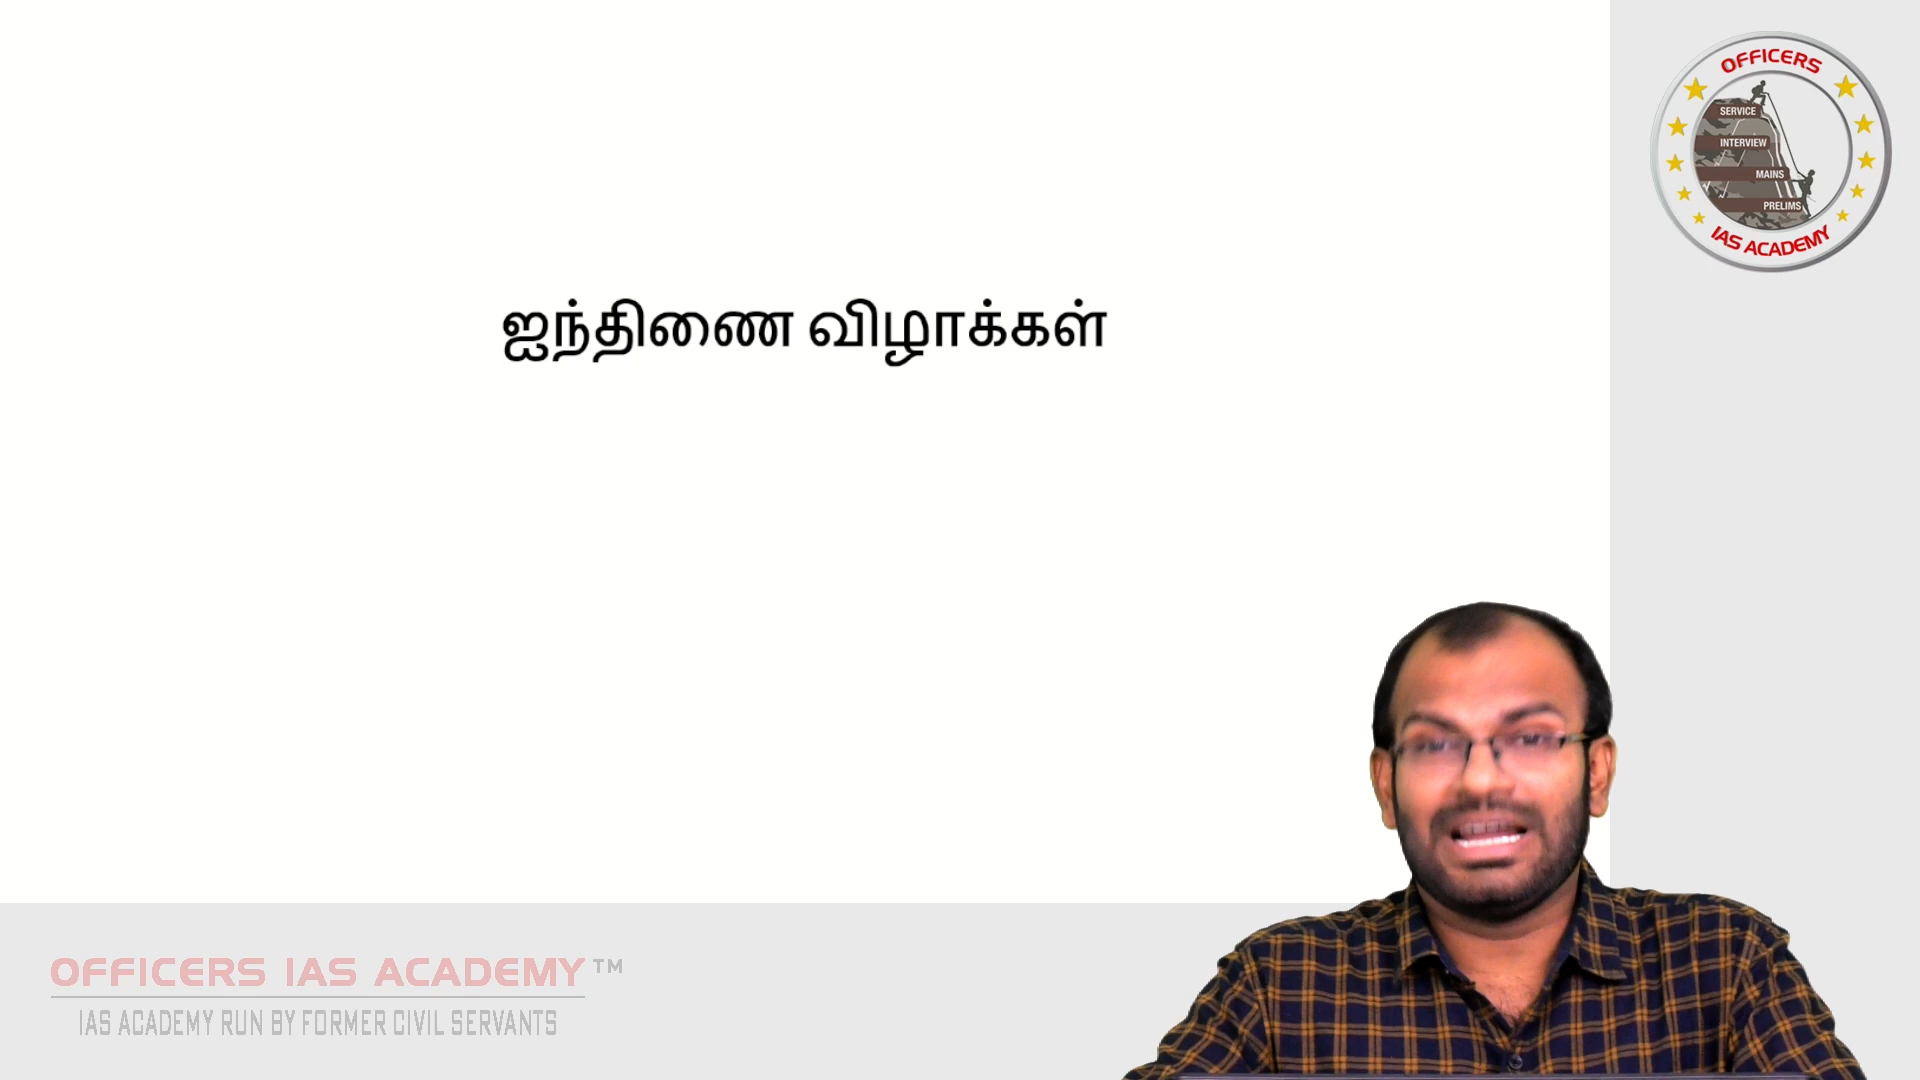 OFFICERS
SERVICE
INTERVIEW
MAINS
PRELIMS
IAS ACADEMY
ஐந்திணை விழாக்கள்
OFFICERS IAS ACADEMY™
IAS ACADEMY RUN BY FORMER CIVIL SERVANTS